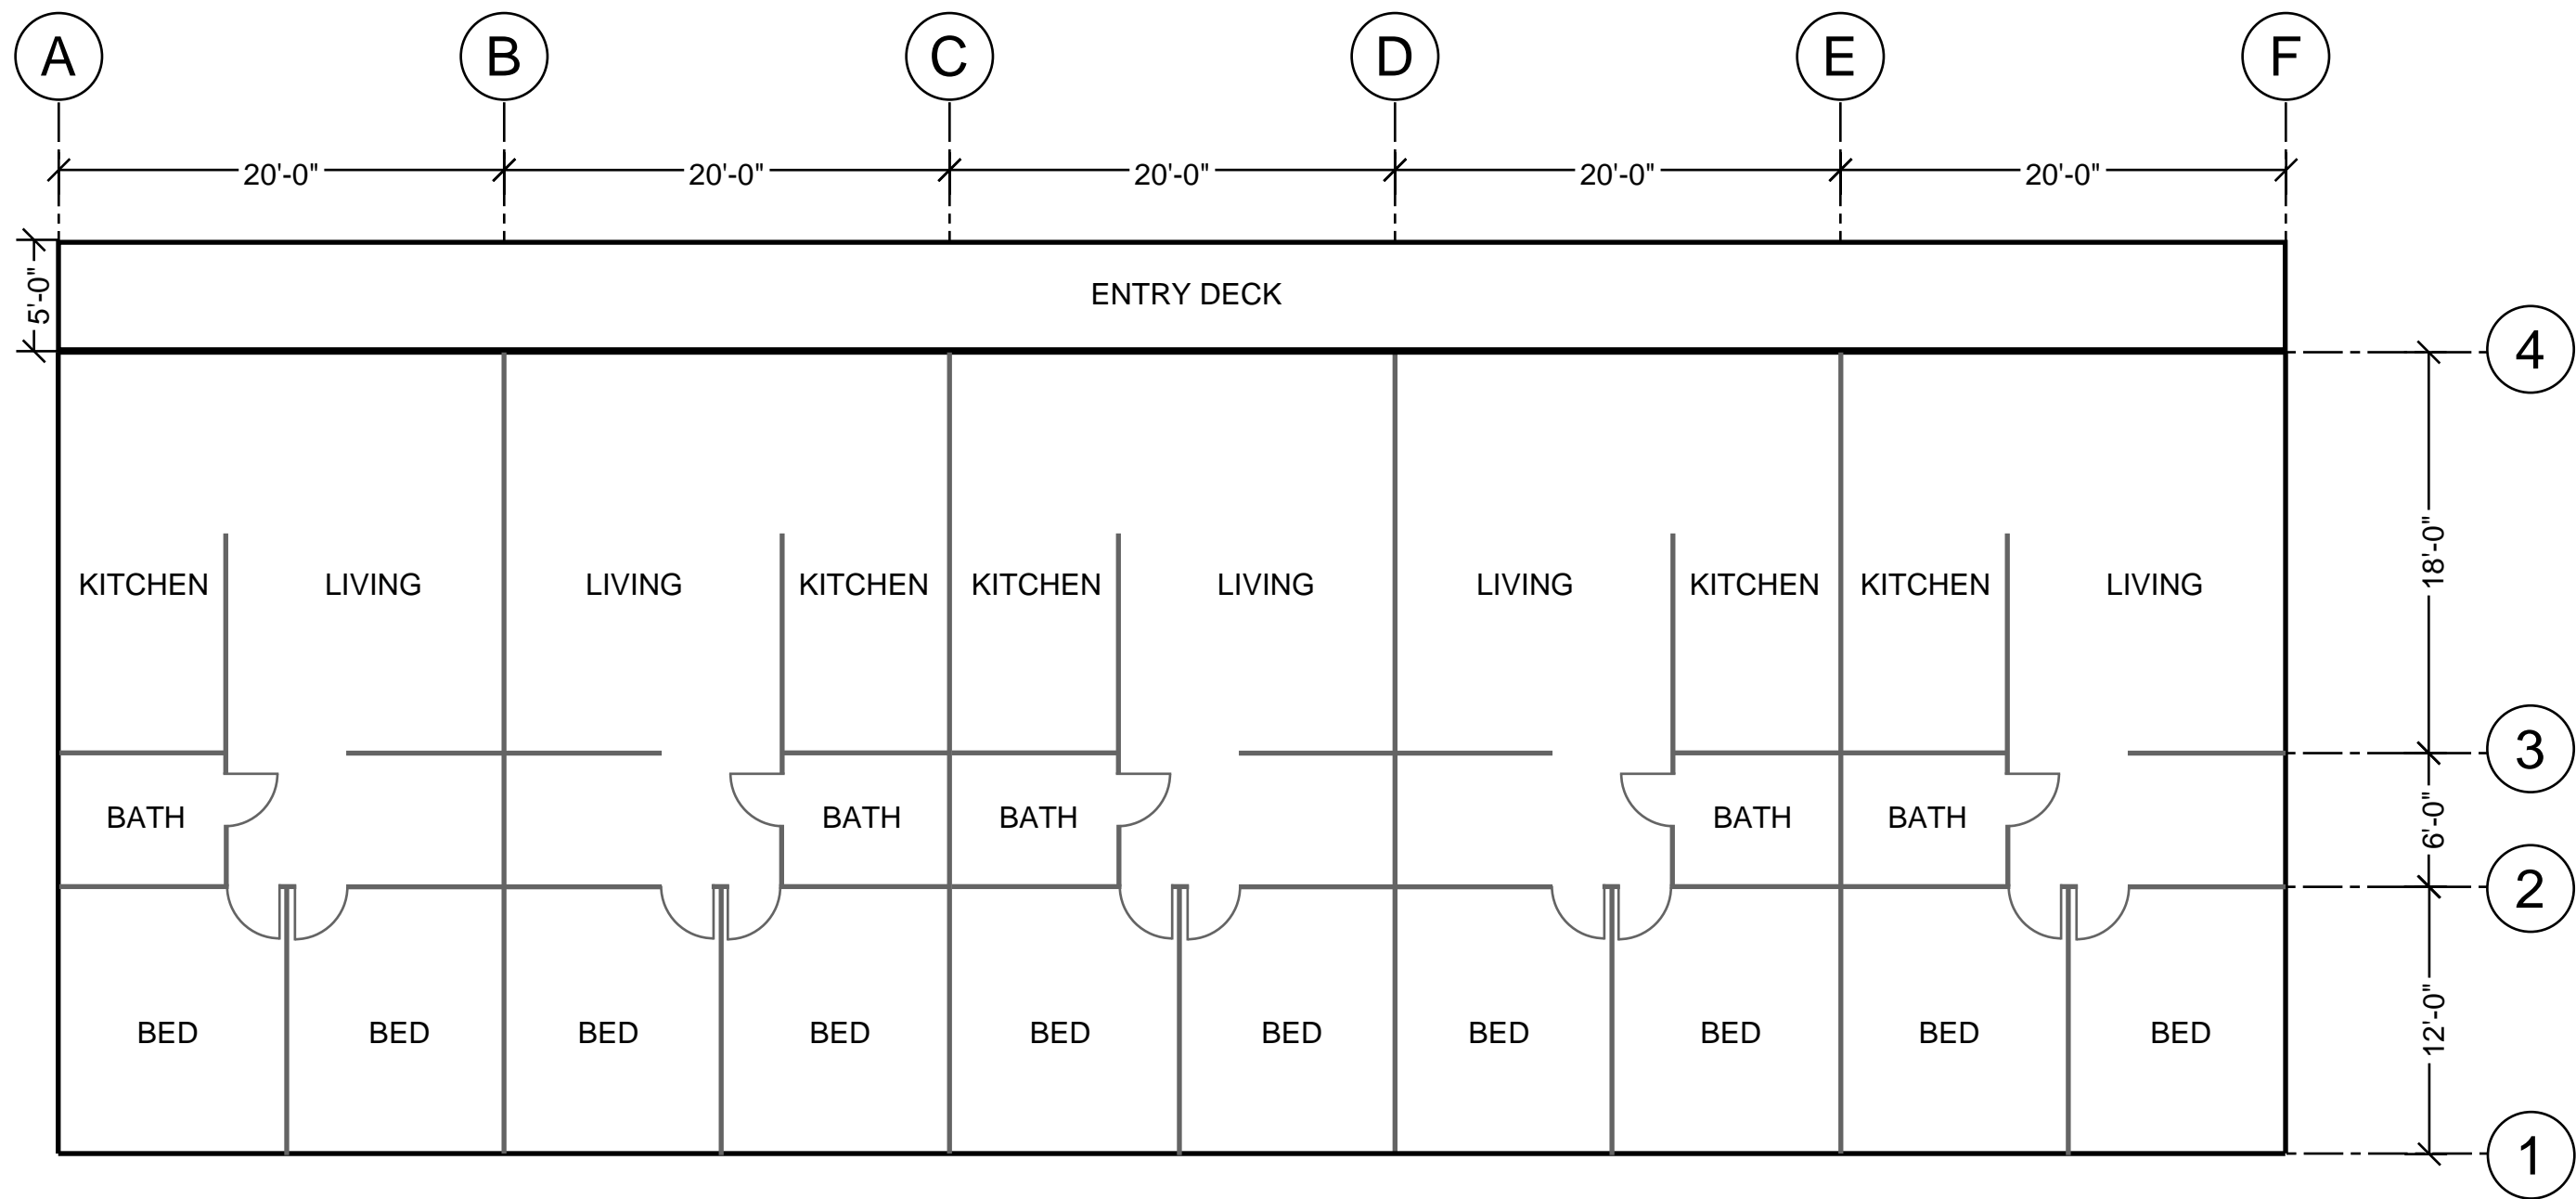 A B C D E F
20'-0" 20'-0" 20'-0" 20'-0" 20'-0"
5'-0"
ENTRY DECK
4
18'-0"
KITCHEN LIVING LIVING KITCHEN KITCHEN LIVING LIVING KITCHEN KITCHEN LIVING
3
6'-0"
BATH BATH BATH BATH BATH
2
12'-0"
BED BED BED BED BED BED BED BED BED BED
1